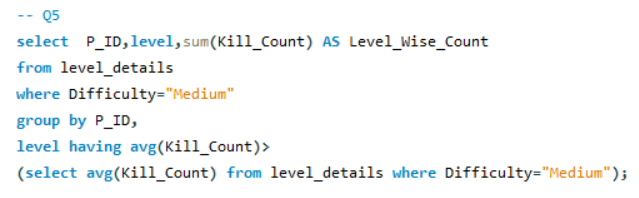 -- Q5
select  P_ID,level,sum(Kill_Count) AS Level_Wise_Count
from level_details
where Difficulty="Medium"
group by P_ID,
level having avg(Kill_Count)>
(select avg(Kill_Count) from level_details where Difficulty="Medium");